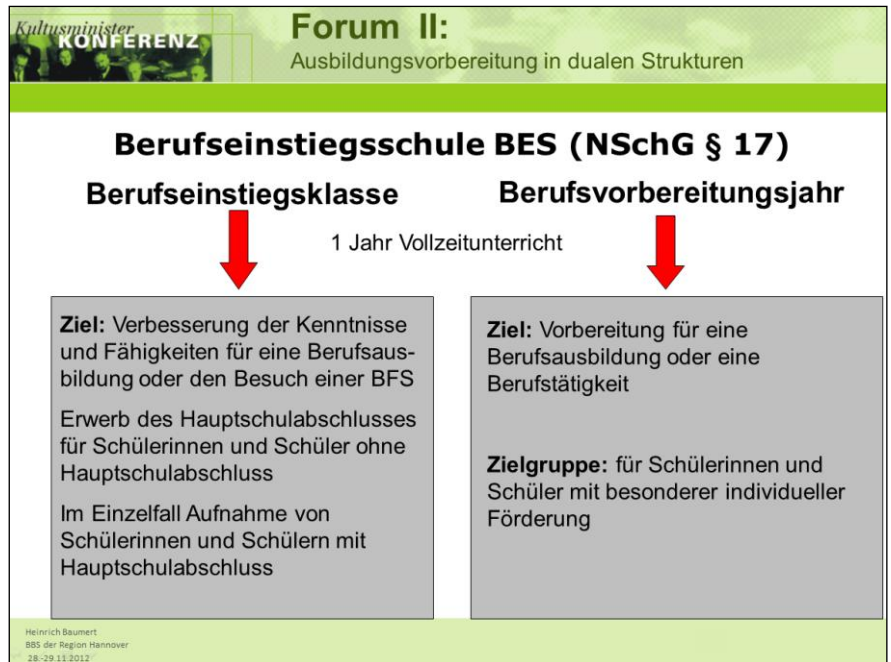 Kultusminister
KONFERENZ
Forum II:
Ausbildungsvorbereitung in dualen Strukturen
Berufseinstiegsschule BES (NSchG § 17)
Berufseinstiegsklasse
Berufsvorbereitungsjahr
1 Jahr Vollzeitunterricht
Ziel: Verbesserung der Kenntnisse
und Fähigkeiten für eine Berufsaus-
bildung oder den Besuch einer BFS
Erwerb des Hauptschulabschlusses
für Schülerinnen und Schüler ohne
Hauptschulabschluss
Im Einzelfall Aufnahme von
Schülerinnen und Schülern mit
Hauptschulabschluss
Ziel: Vorbereitung für eine
Berufsausbildung oder eine
Berufstätigkeit
Zielgruppe: für Schülerinnen und
Schüler mit besonderer individueller
Förderung
Heinrich Baumert
BBS der Region Hannover
28.-29.11.2012